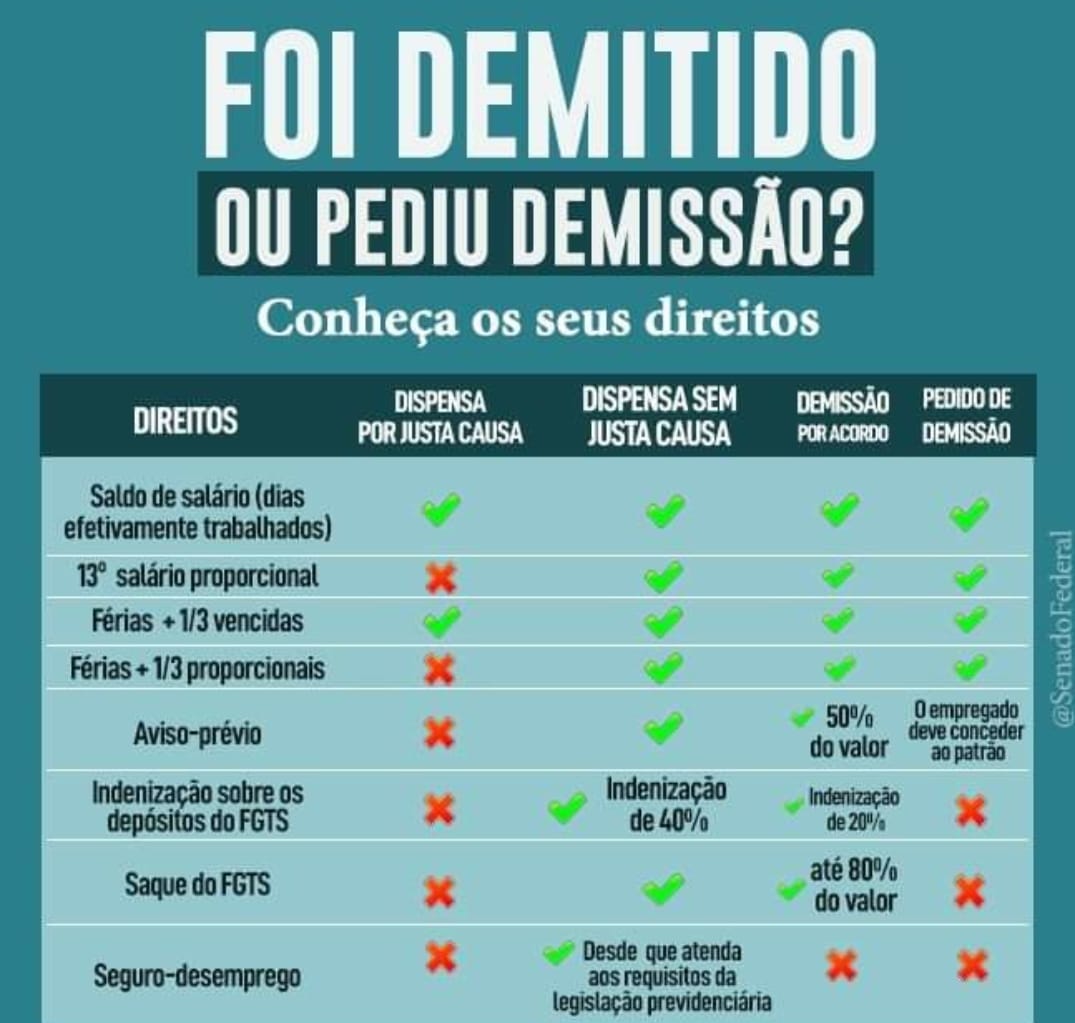 FOI DEMITIDO
OU PEDIU DEMISSÃO?
Conheça os seus direitos
DIREITOS
DISPENSA
POR JUSTA CAUSA
DISPENSA SEM
JUSTA CAUSA
DEMISSÃO
POR ACORDO
PEDIDO DE
DEMISSÃO
Saldo de salário (dias
efetivamente trabalhados)
13º salário proporcional
Férias + 1/3 vencidas
Férias + 1/3 proporcionais
Aviso-prévio
50%
do valor
O empregado
deve conceder
ao patrão
Indenização sobre os
depósitos do FGTS
Indenização
de 40%
Indenização
de 20%
Saque do FGTS
até 80%
do valor
Seguro-desemprego
Desde que atenda
aos requisitos da
legislação previdenciária
@SenadoFederal